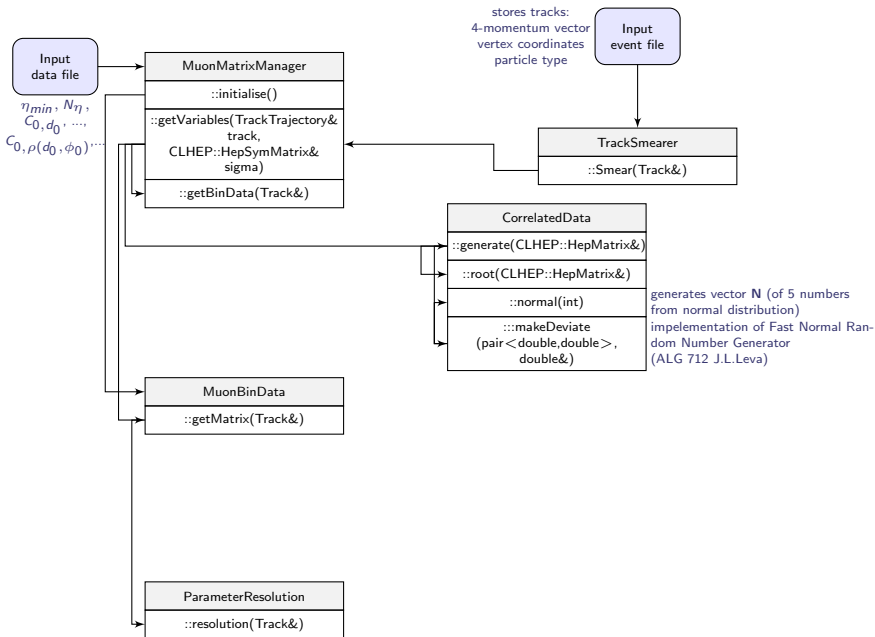 stores tracks:
4-momentum vector
vertex coordinates
particle type
Input
event file
Input
data file
η_min, N_η,
C_0,d_0, ...,
C_0,ρ(d_0,ϕ_0),...
MuonMatrixManager
::initialise()
::getVariables(TrackTrajectory&
track,
CLHEP::HepSymMatrix&
sigma)
::getBinData(Track&)
TrackSmearer
::Smear(Track&)
CorrelatedData
::generate(CLHEP::HepMatrix&)
::root(CLHEP::HepMatrix&)
::normal(int)
:::makeDeviate
(pair<double,double>,
double&)
generates vector N (of 5 numbers
from normal distribution)
impelementation of Fast Normal Ran-
dom Number Generator
(ALG 712 J.L.Leva)
MuonBinData
::getMatrix(Track&)
ParameterResolution
::resolution(Track&)